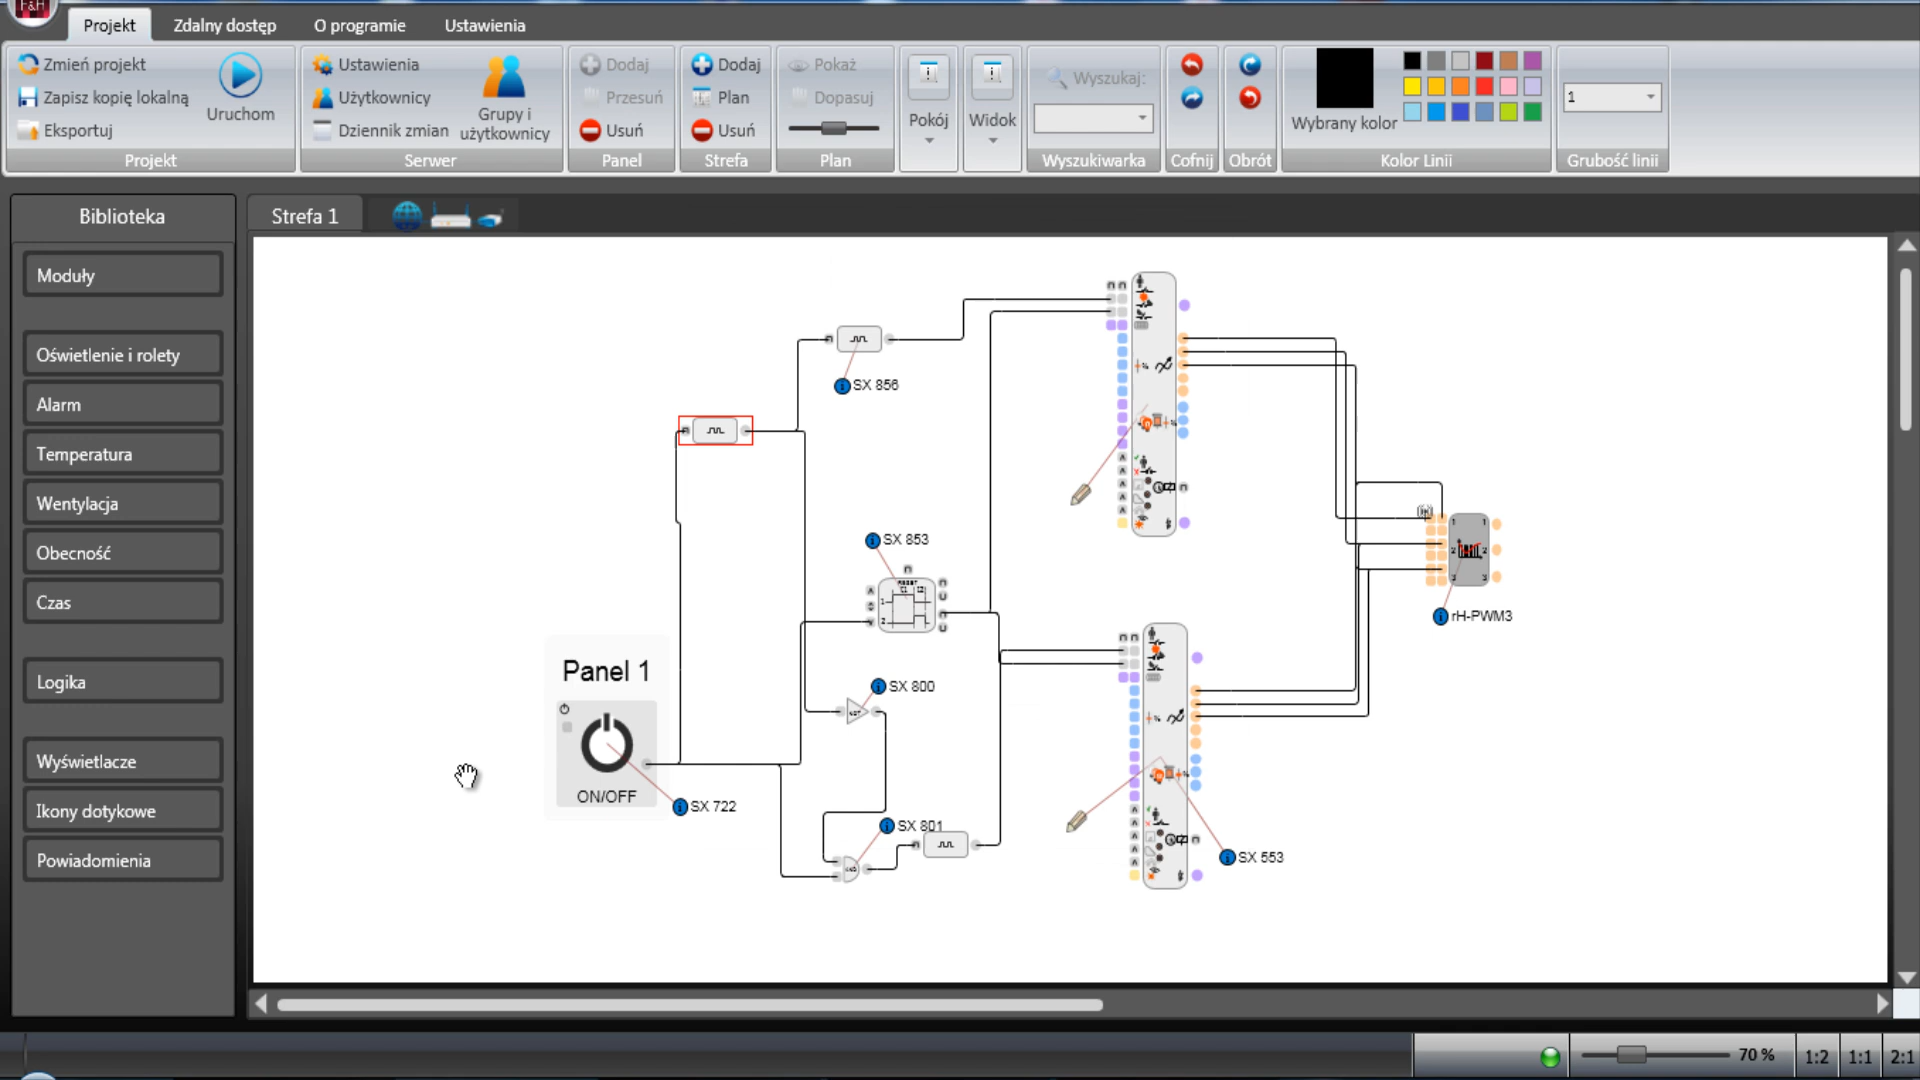 F&H
Projekt
Zdalny dostęp
O programie
Ustawienia
Zmień projekt
Zapisz kopię lokalną
Eksportuj
Uruchom
Projekt
Ustawienia
Użytkownicy
Dziennik zmian
Grupy i
użytkownicy
Serwer
Dodaj
Przesuń
Usuń
Panel
Dodaj
Plan
Usuń
Strefa
Pokaż
Dopasuj
Plan
Pokój
Widok
Wyszukaj:
Wyszukiwarka
Cofnij
Obrót
Wybrany kolor
Kolor Linii
1
Grubość linii
Biblioteka
Moduły
Oświetlenie i rolety
Alarm
Temperatura
Wentylacja
Obecność
Czas
Logika
Wyświetlacze
Ikony dotykowe
Powiadomienia
Strefa 1
SX 856
SX 853
rH-PWM3
Panel 1
SX 800
ON/OFF
SX 722
SX 801
SX 553
70 %
1:2
1:1
2:1